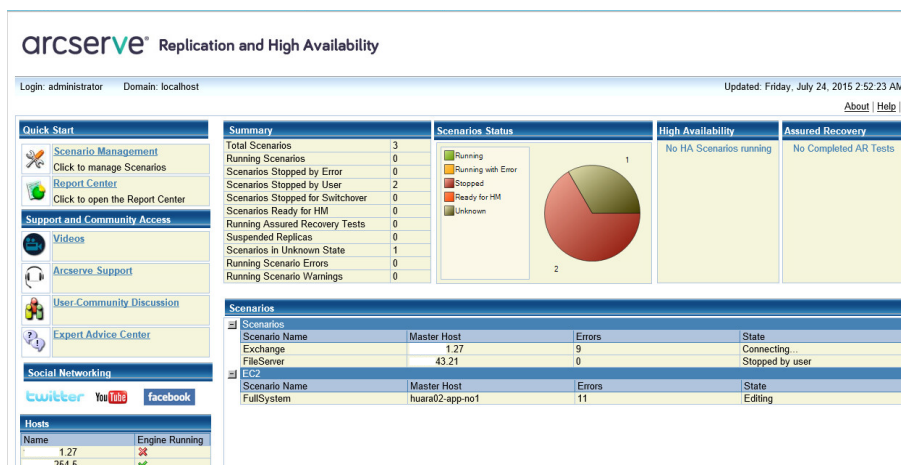 arcserve® Replication and High Availability
Login: administrator Domain: localhost
Updated: Friday, July 24, 2015 2:52:23 AM
About | Help |
Quick Start
Scenario Management
Click to manage Scenarios
Report Center
Click to open the Report Center
Support and Community Access
Videos
Arcserve Support
User-Community Discussion
Expert Advice Center
Social Networking
twitter YouTube facebook
Hosts
Name Engine Running
1.27
254.5
Summary
Total Scenarios 3
Running Scenarios 0
Scenarios Stopped by Error 0
Scenarios Stopped by User 2
Scenarios Stopped for Switchover 0
Scenarios Ready for HM 0
Running Assured Recovery Tests 0
Suspended Replicas 0
Scenarios in Unknown State 1
Running Scenario Errors 0
Running Scenario Warnings 0
Scenarios Status
Running
Running with Error
Stopped
Ready for HM
Unknown
1
2
High Availability
No HA Scenarios running
Assured Recovery
No Completed AR Tests
Scenarios
Scenarios
Scenario Name Master Host Errors State
Exchange 1.27 9 Connecting...
FileServer 43.21 0 Stopped by user
EC2
Scenario Name Master Host Errors State
FullSystem huara02-app-no1 11 Editing